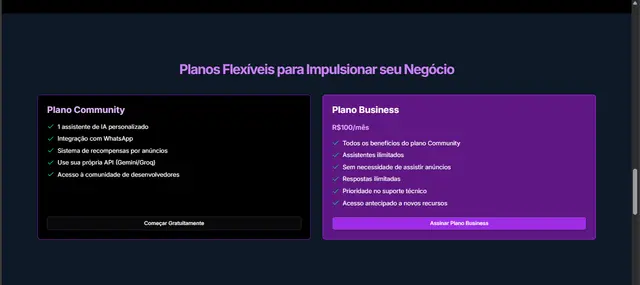 Planos Flexíveis para Impulsionar seu Negócio
Plano Community
1 assistente de IA personalizado
Integração com WhatsApp
Sistema de recompensas por anúncios
Use sua própria API (Gemini/Groq)
Acesso à comunidade de desenvolvedores
Começar Gratuitamente
Plano Business
R$100/mês
Todos os benefícios do plano Community
Assistentes ilimitados
Sem necessidade de assistir anúncios
Respostas ilimitadas
Prioridade no suporte técnico
Acesso antecipado a novos recursos
Assinar Plano Business